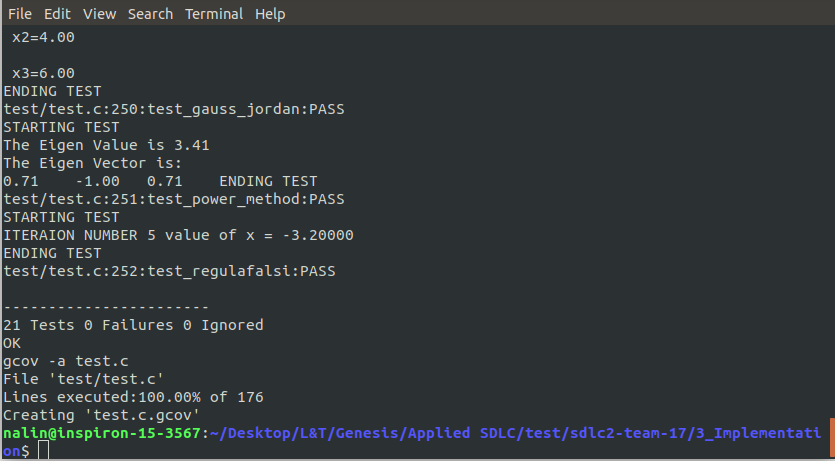 File Edit View Search Terminal Help
x2=4.00
x3=6.00
ENDING TEST
test/test.c:250:test_gauss_jordan:PASS
STARTING TEST
The Eigen Value is 3.41
The Eigen Vector is:
0.71 -1.00 0.71 ENDING TEST
test/test.c:251:test_power_method:PASS
STARTING TEST
ITERAION NUMBER 5 value of x = -3.20000
ENDING TEST
test/test.c:252:test_regulafalsi:PASS
-----------------------
21 Tests 0 Failures 0 Ignored
OK
gcov -a test.c
File 'test/test.c'
Lines executed:100.00% of 176
Creating 'test.c.gcov'
nalin@inspiron-15-3567:~/Desktop/L&T/Genesis/Applied SDLC/test/sdlc2-team-17/3_Implementati
on$